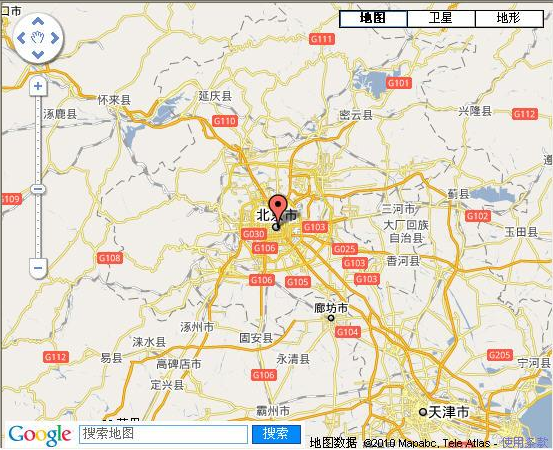 口市
地图
卫星
地形
G111
G101
怀来县
延庆县
密云县
兴隆县
G112
涿鹿县
G110
遵
蓟县
G109
三河市
G102
北京市
G103
大厂回族
自治县
玉田县
G030
G106
G025
G108
G103
香河县
G106
G105
G103
廊坊市
涿州市
G104
涞水县
固安县
G112
易县
高碑店市
永清县
G205
宁河县
G106
定兴县
霸州市
天津市
Google
搜索地图
搜索
地图数据 @2010 Mapabc, Tele Atlas - 使用条款